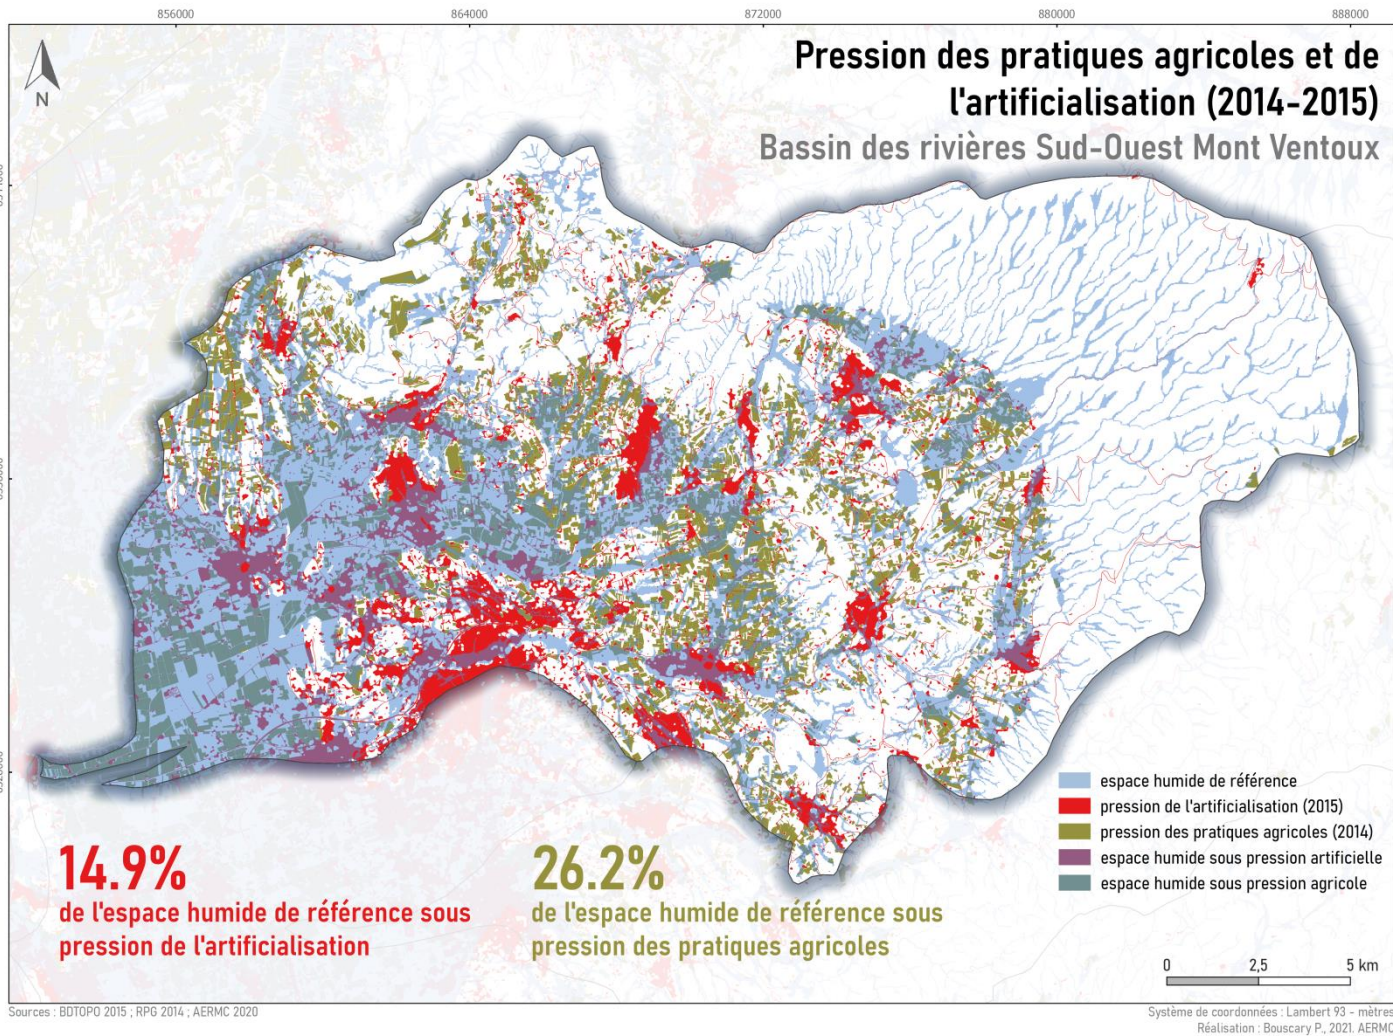 856000 864000 872000 880000 888000
Pression des pratiques agricoles et de
l'artificialisation (2014-2015)
Bassin des rivières Sud-Ouest Mont Ventoux
N
espace humide de référence
pression de l'artificialisation (2015)
pression des pratiques agricoles (2014)
espace humide sous pression artificielle
espace humide sous pression agricole
14.9%
de l'espace humide de référence sous
pression de l'artificialisation
26.2%
de l'espace humide de référence sous
pression des pratiques agricoles
0 2,5 5 km
Sources : BDTOPO 2015 ; RPG 2014 ; AERMC 2020
Système de coordonnées : Lambert 93 - mètres
Réalisation : Bouscary P., 2021. AERMC